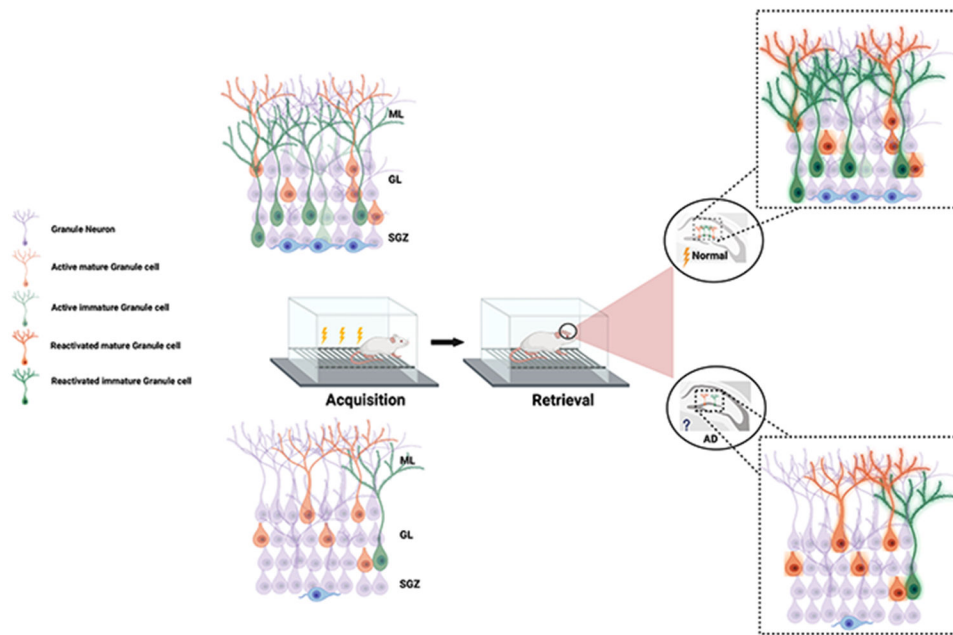 ML
GL
SGZ
Granule Neuron
Active mature Granule cell
Active immature Granule cell
Reactivated mature Granule cell
Reactivated immature Granule cell
Acquisition
Retrieval
Normal
?
AD
ML
GL
SGZ